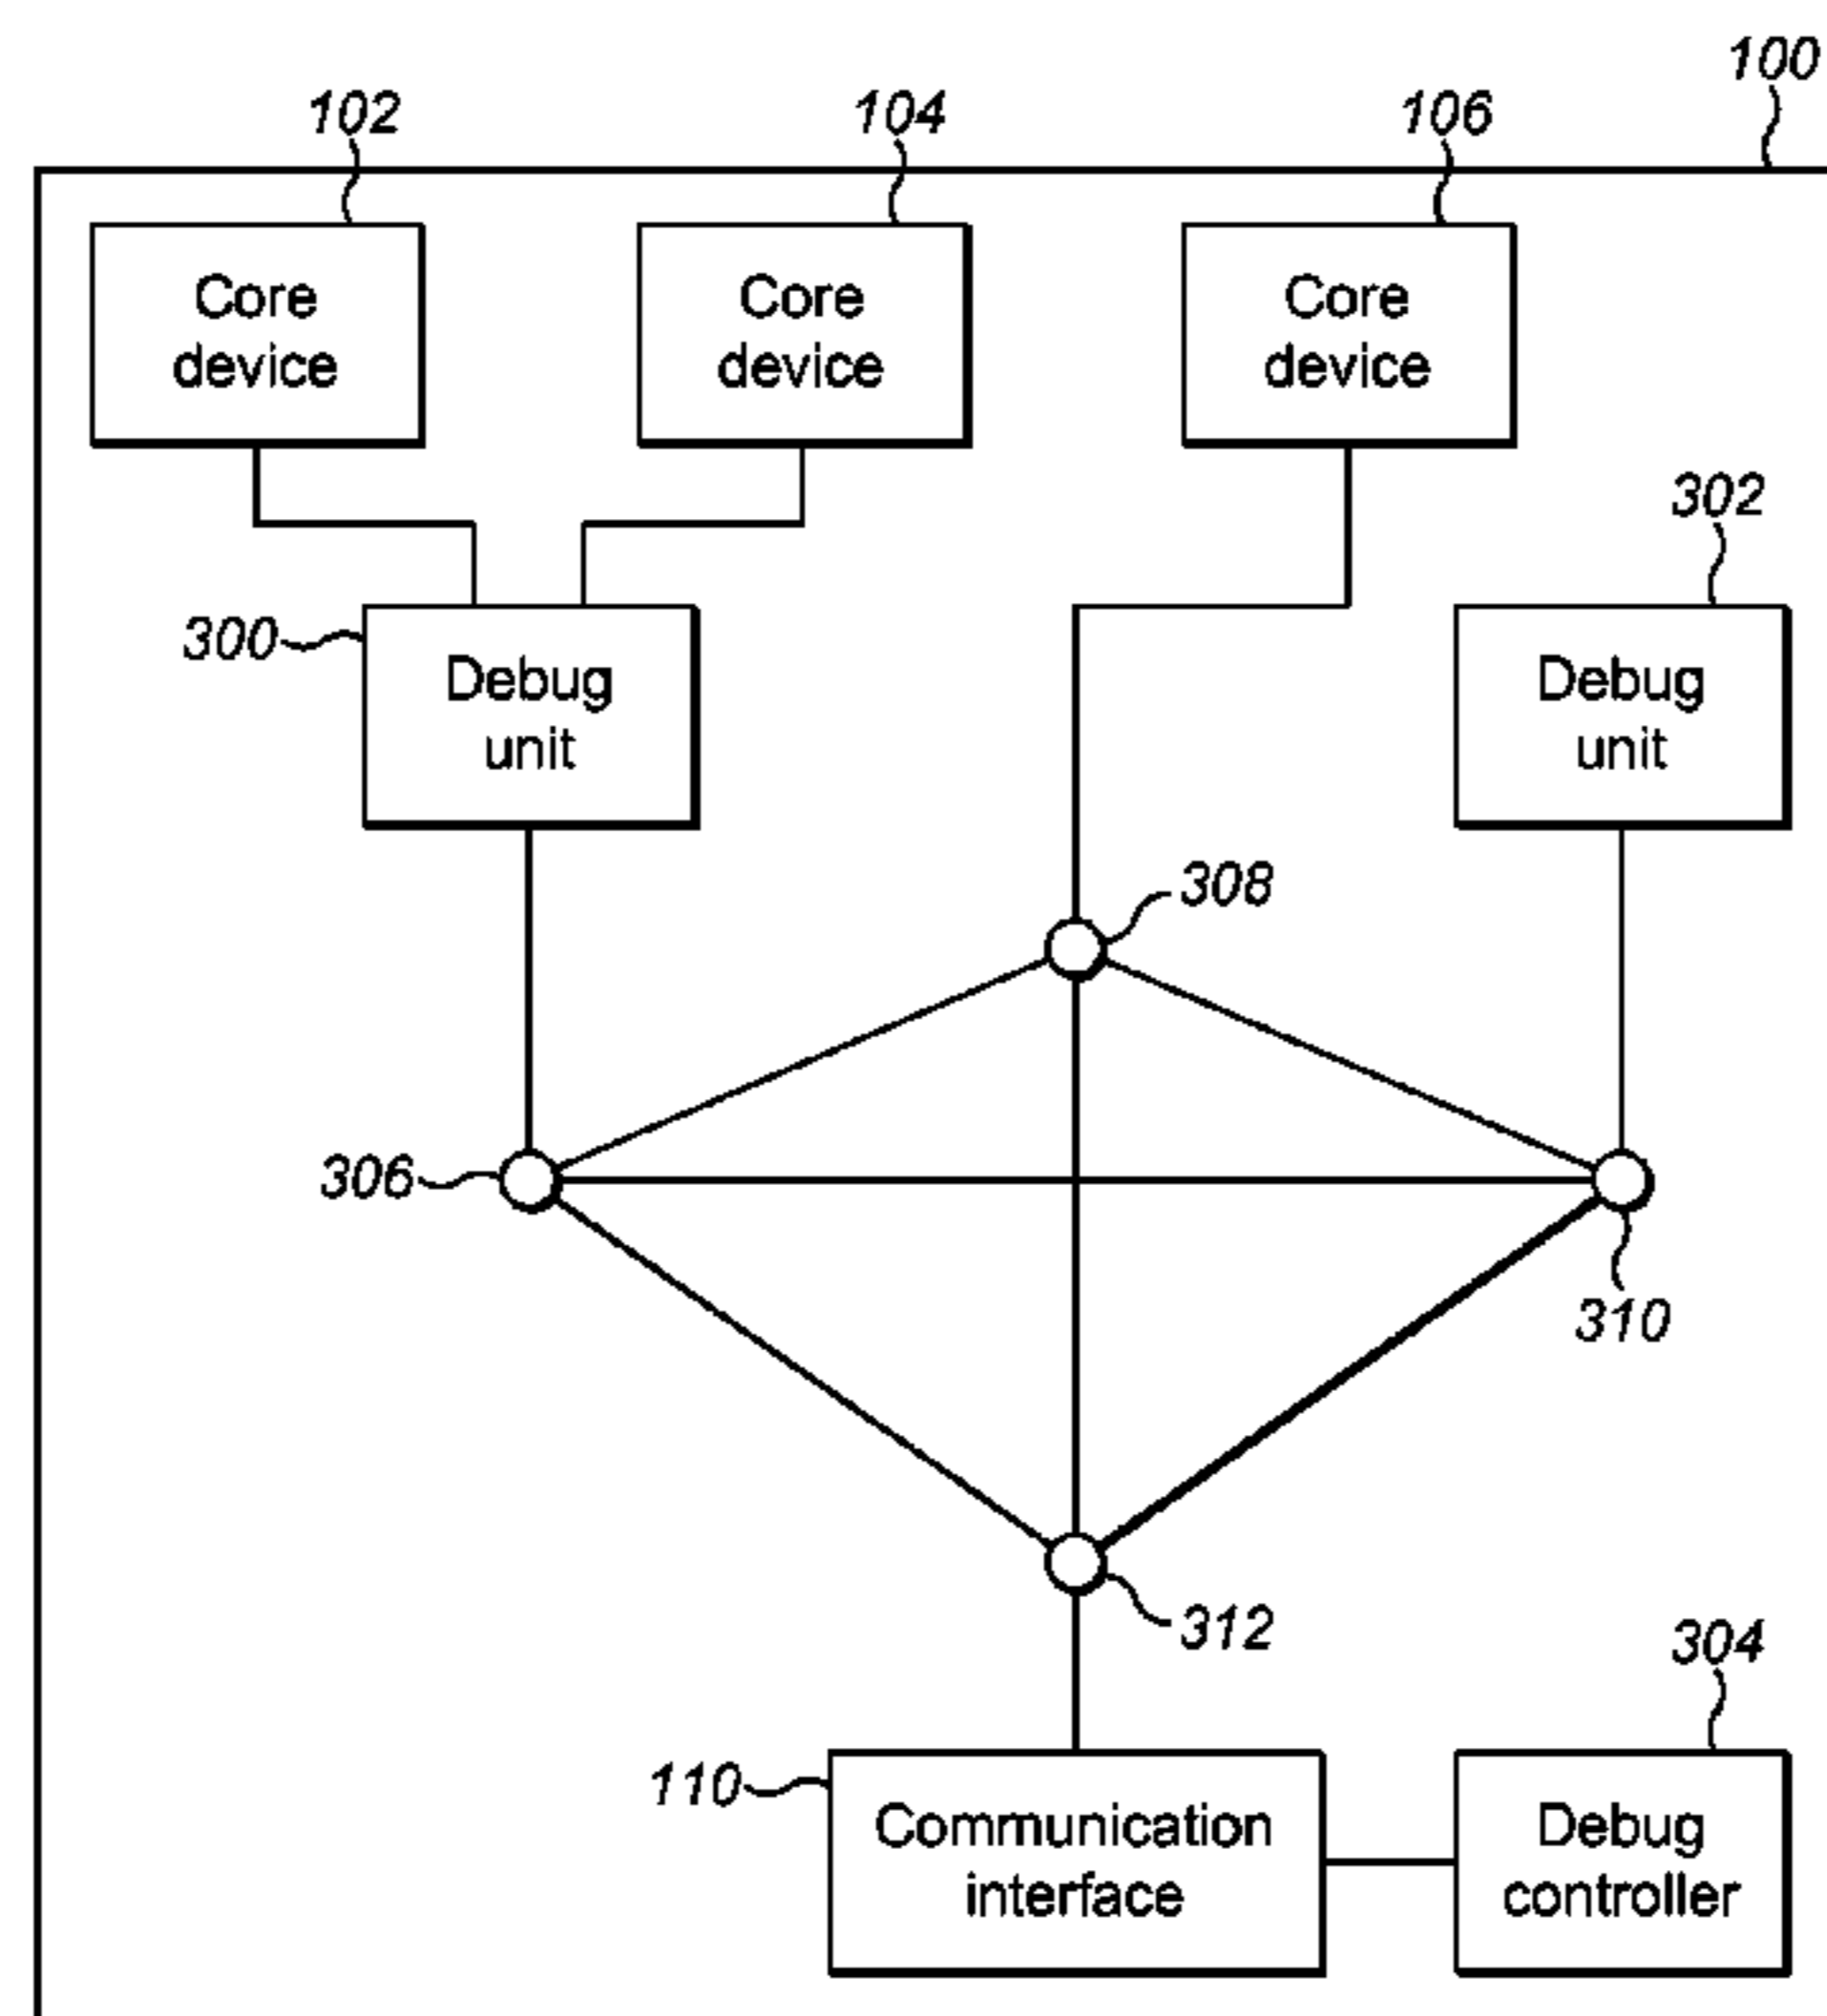 100
102
104
106
Core
device
Core
device
Core
device
302
300
Debug
unit
Debug
unit
308
306
310
312
304
110
Communication
interface
Debug
controller